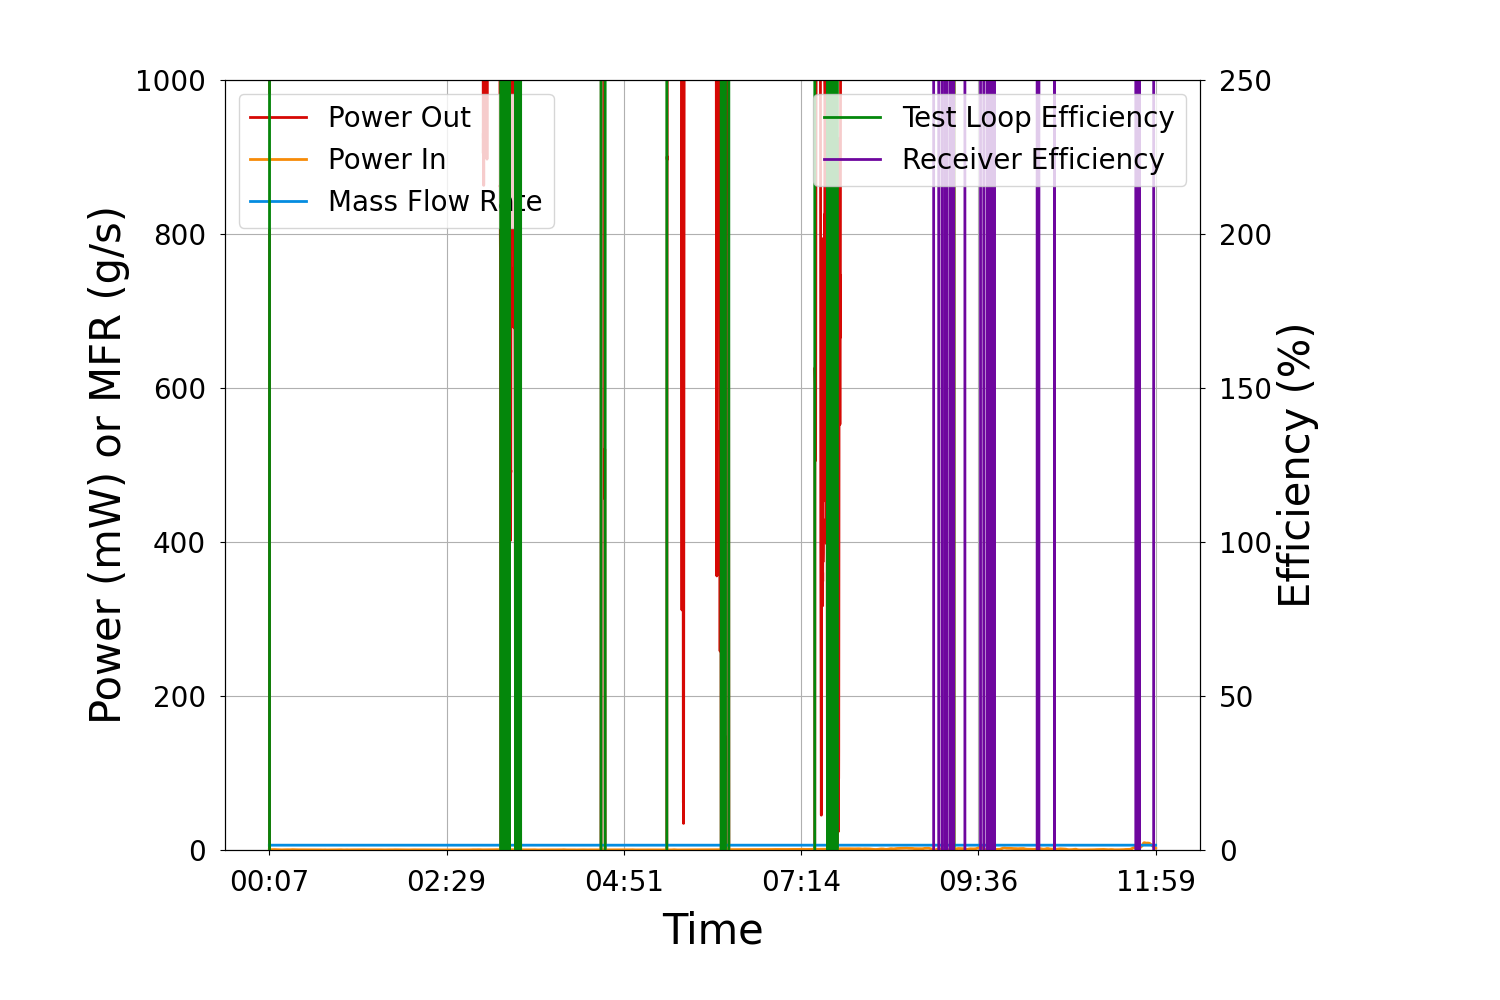 1000
800
600
400
200
0
Power (mW) or MFR (g/s)
Power Out
Power In
Mass Flow Rate
Test Loop Efficiency
Receiver Efficiency
250
200
150
100
50
0
Efficiency (%)
00:07 02:29 04:51 07:14 09:36 11:59
Time